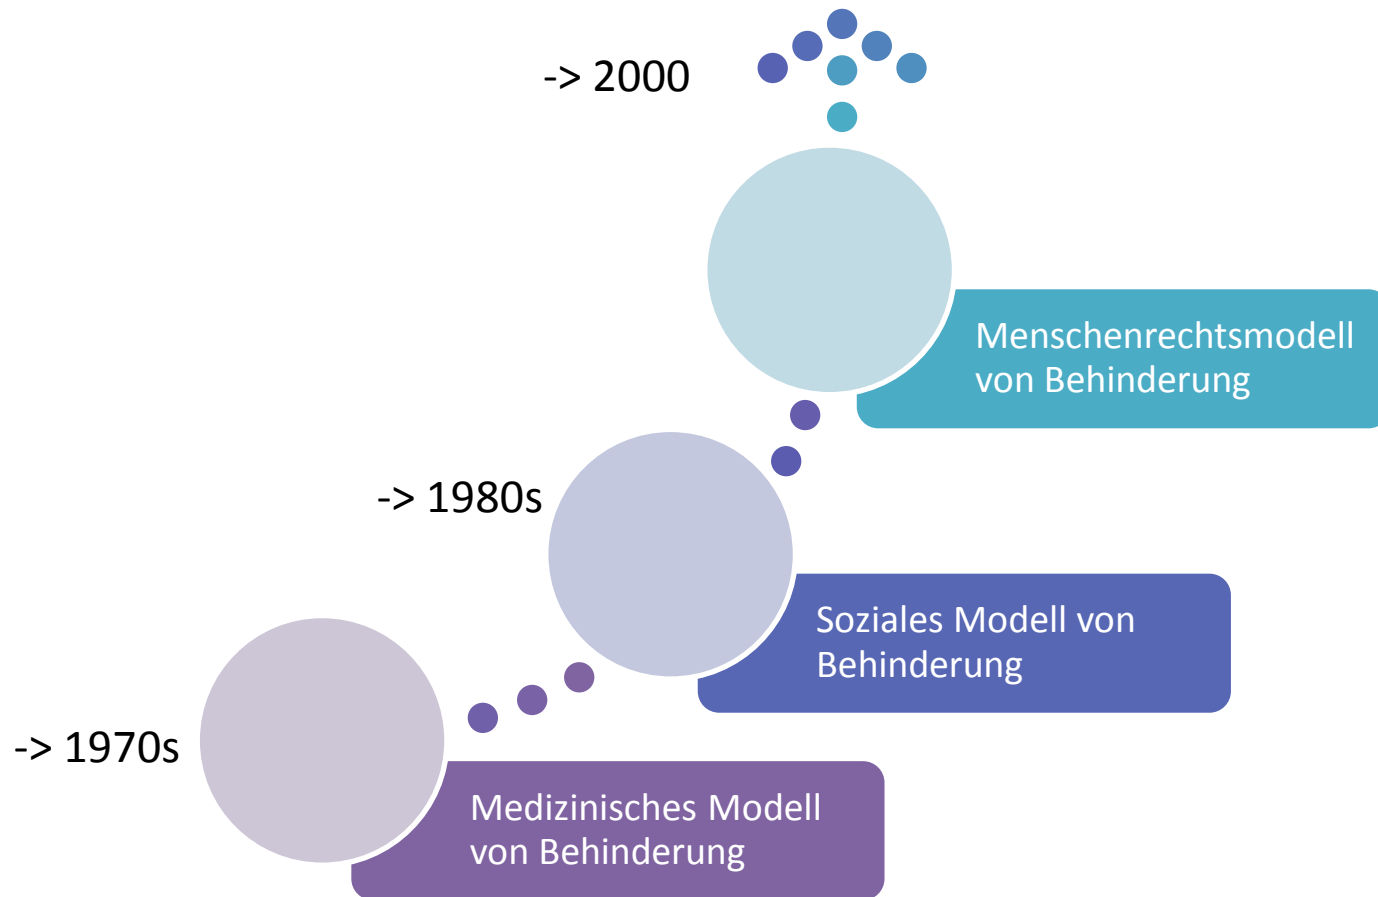 -> 2000
Menschenrechtsmodell
von Behinderung
-> 1980s
Soziales Modell von
Behinderung
-> 1970s
Medizinisches Modell
von Behinderung